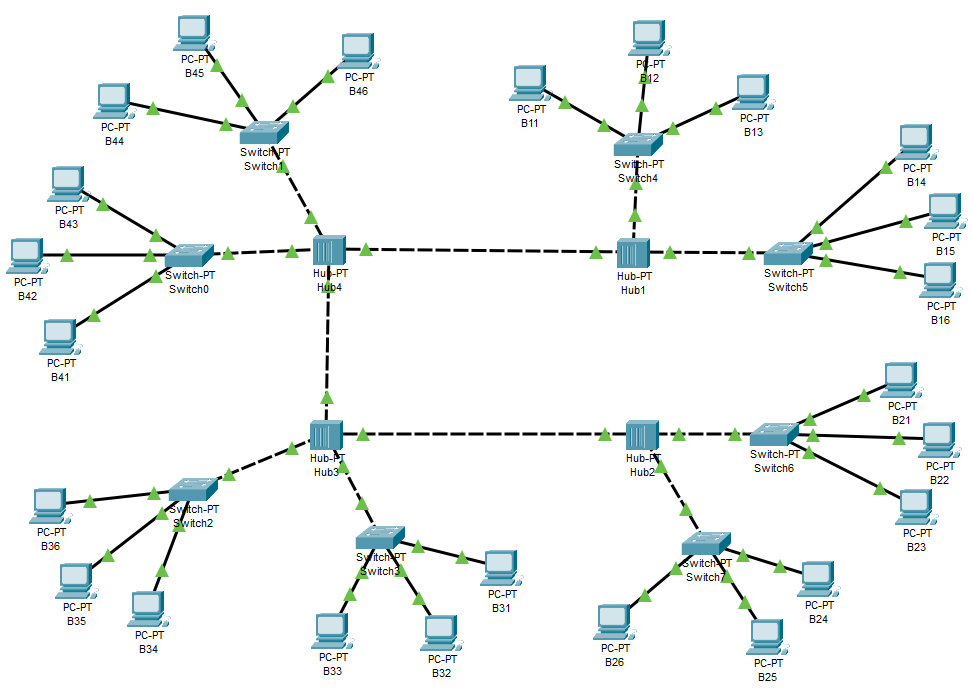 PC-PT
B45
PC-PT
B46
PC-PT
B44
Switch-PT
Switch1
PC-PT
B12
PC-PT
B11
PC-PT
B13
Switch-PT
Switch4
PC-PT
B14
PC-PT
B43
PC-PT
B15
PC-PT
B42
Switch-PT
Switch0
Hub-PT
Hub4
Hub-PT
Hub1
Switch-PT
Switch5
PC-PT
B16
PC-PT
B41
PC-PT
B21
Hub-PT
Hub3
Hub-PT
Hub2
Switch-PT
Switch6
PC-PT
B22
PC-PT
B36
Switch-PT
Switch2
PC-PT
B23
Switch-PT
Switch3
Switch-PT
Switch7
PC-PT
B35
PC-PT
B31
PC-PT
B24
PC-PT
B34
PC-PT
B33
PC-PT
B32
PC-PT
B26
PC-PT
B25